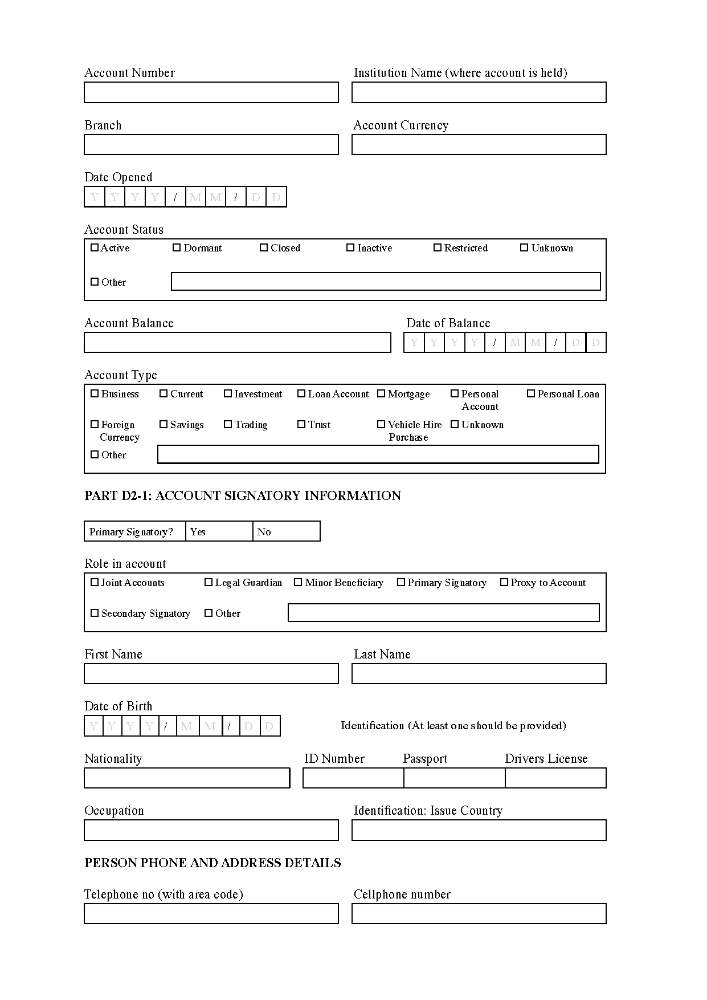 Account Number Institution Name (where account is held)
Branch Account Currency
Date Opened
Y Y Y Y / M M / D D
Account Status
Active Dormant Closed Inactive Restricted Unknown
Other
Account Balance Date of Balance
Y Y Y Y / M M / D D
Account Type
Business Current Investment Loan Account Mortgage Personal Personal Loan
Account
Foreign Savings Trading Trust Vehicle Hire Unknown
Currency Purchase
Other
PART D2-1: ACCOUNT SIGNATORY INFORMATION
Primary Signatory? Yes No
Role in account
Joint Accounts Legal Guardian Minor Beneficiary Primary Signatory Proxy to Account
Secondary Signatory Other
First Name Last Name
Date of Birth
Y Y Y Y / M M / D D Identification (At least one should be provided)
Nationality ID Number Passport Drivers License
Occupation Identification: Issue Country
PERSON PHONE AND ADDRESS DETAILS
Telephone no (with area code) Cellphone number